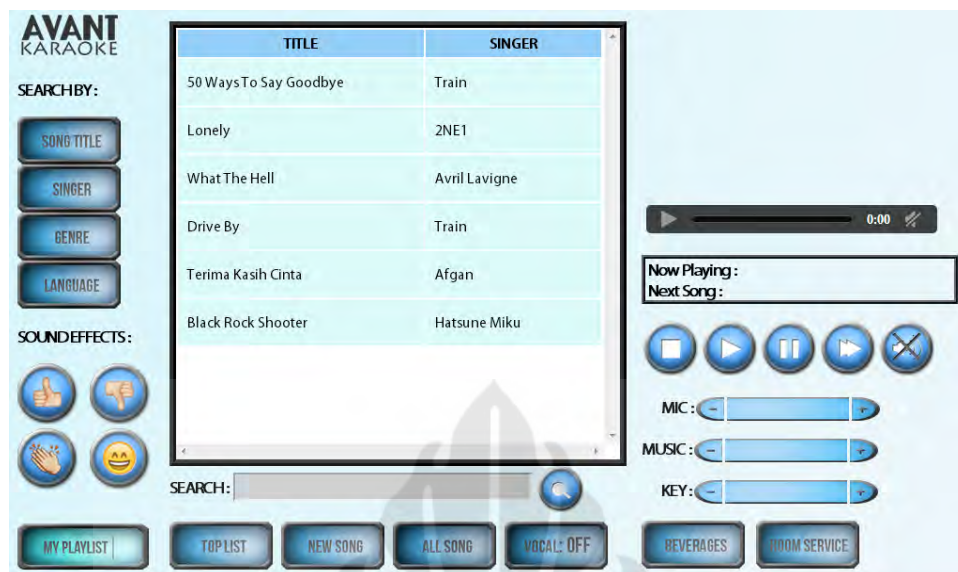 AVANT
KARAOKE
SEARCH BY :
SONG TITLE
SINGER
GENRE
LANGUAGE
SOUND EFFECTS :
MY PLAYLIST
TITLE SINGER
50 Ways To Say Goodbye Train
Lonely 2NE1
What The Hell Avril Lavigne
Drive By Train
Terima Kasih Cinta Afgan
Black Rock Shooter Hatsune Miku
SEARCH :
TOP LIST NEW SONG ALL SONG VOCAL: OFF
0:00
Now Playing :
Next Song :
MIC : - +
MUSIC : - +
KEY : - +
BEVERAGES ROOM SERVICE